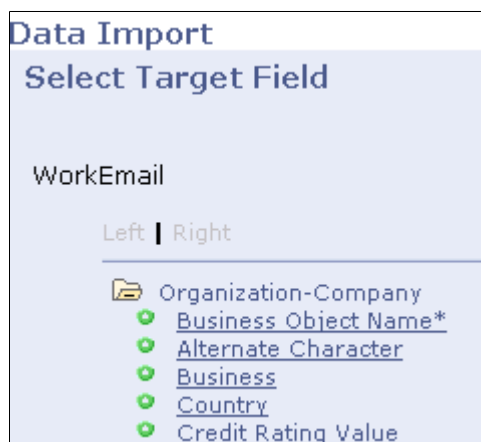 Data Import
Select Target Field
WorkEmail
Left | Right
Organization-Company
Business Object Name*
Alternate Character
Business
Country
Credit Rating Value